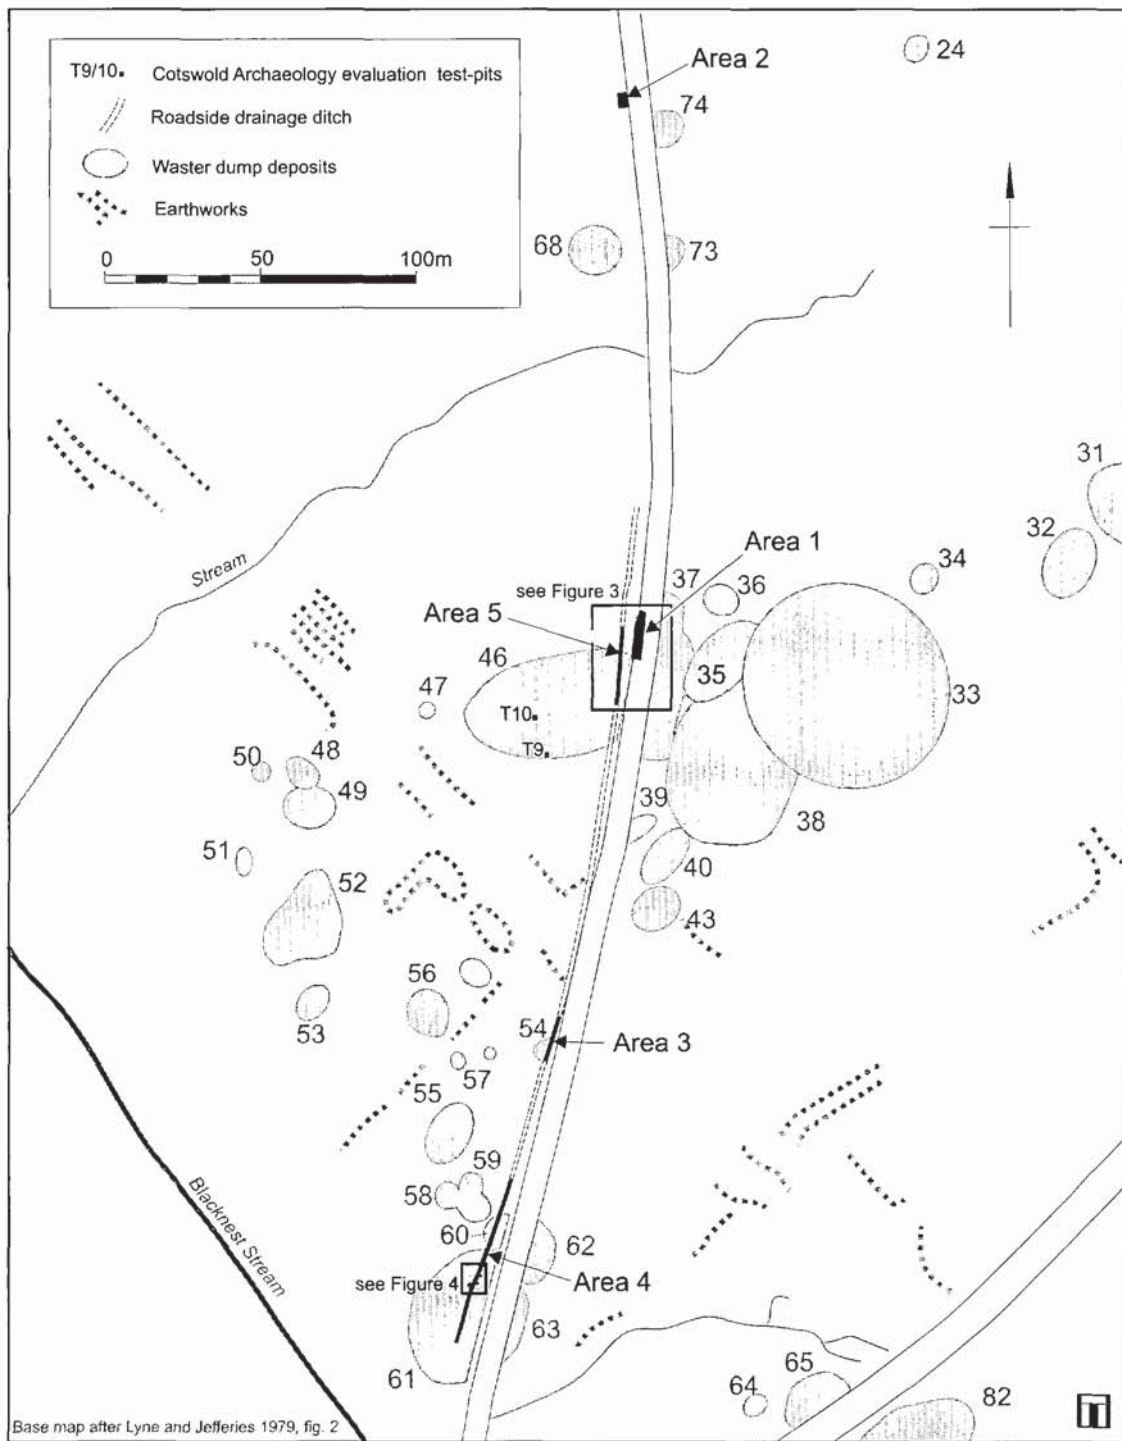 T9/10. Cotswold Archaeology evaluation test-pits
Roadside drainage ditch
Waster dump deposits
Earthworks
0 50 100m
Area 2
24
74
68
73
31
32
34
Stream
Area 1
37
36
see Figure 3
Area 5
46
35
33
47
T10.
T9.
50
48
49
39
38
51
40
52
43
56
53
54
Area 3
57
55
59
58
60
62
see Figure 4
Area 4
Blacknest Stream
63
61
65
64
82
Base map after Lyne and Jefferies 1979, fig. 2